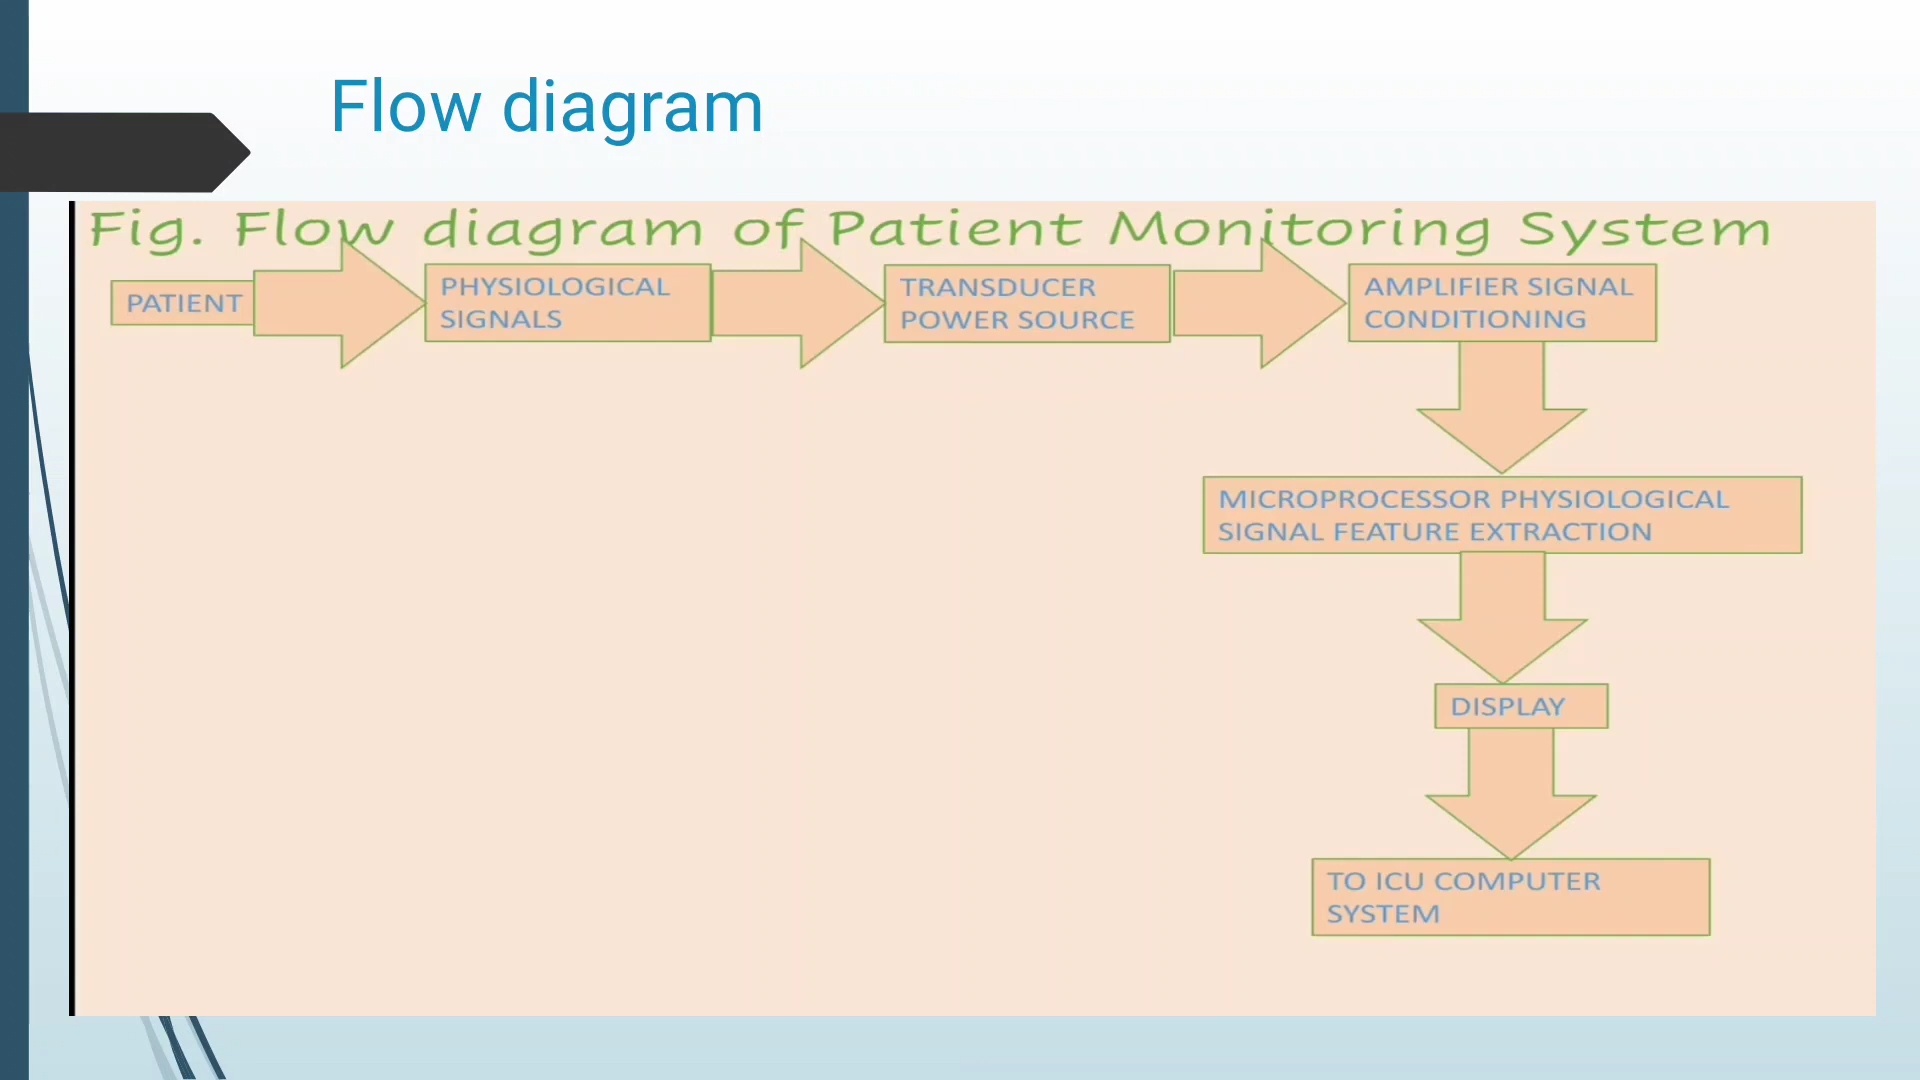 Flow diagram
Fig. Flow diagram of Patient Monitoring System
PATIENT
PHYSIOLOGICAL
SIGNALS
TRANSDUCER
POWER SOURCE
AMPLIFIER SIGNAL
CONDITIONING
MICROPROCESSOR PHYSIOLOGICAL
SIGNAL FEATURE EXTRACTION
DISPLAY
TO ICU COMPUTER
SYSTEM